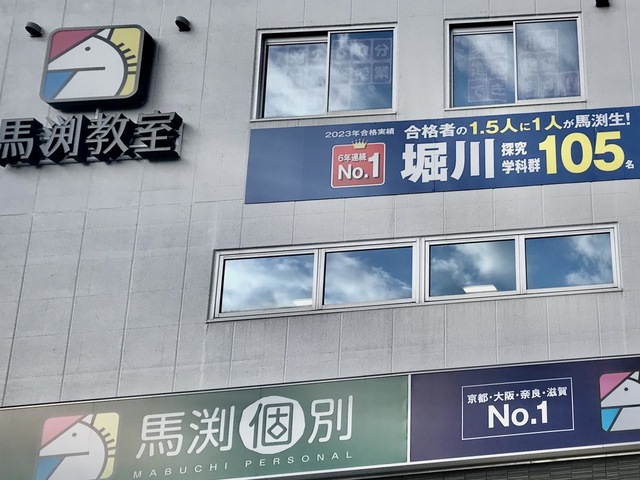 馬渕教室
2023年合格実績
合格者の1.5人に1人が馬渕生!
6年連続
No.1
堀川
探究
学科群
105名
馬渕個別
MABUCHI PERSONAL
京都・大阪・奈良・滋賀
No.1